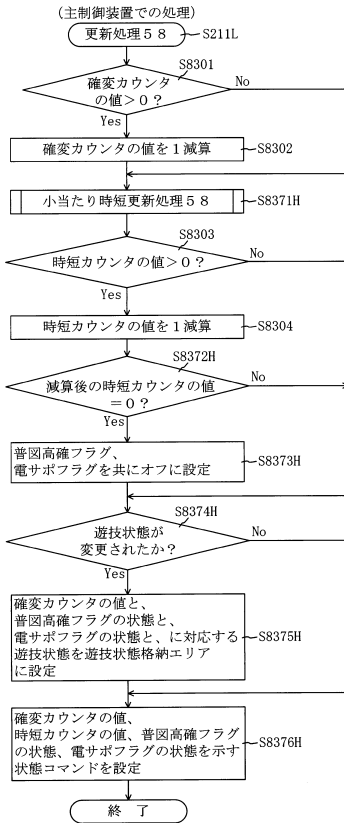 (主制御装置での処理)
更新処理58
S211L
S8301
確変カウンタ
の値>0?
No
Yes
確変カウンタの値を1減算
S8302
小当たり時短更新処理58
S8371H
S8303
時短カウンタの値>0?
No
Yes
時短カウンタの値を1減算
S8304
S8372H
減算後の時短カウンタの値
=0?
No
Yes
普図高確フラグ、
電サポフラグを共にオフに設定
S8373H
S8374H
遊技状態が
変更されたか?
No
Yes
確変カウンタの値と、
普図高確フラグの状態と、
電サポフラグの状態と、に対応する
遊技状態を遊技状態格納エリア
に設定
S8375H
確変カウンタの値、
時短カウンタの値、普図高確フラグ
の状態、電サポフラグの状態を示す
状態コマンドを設定
S8376H
終 了